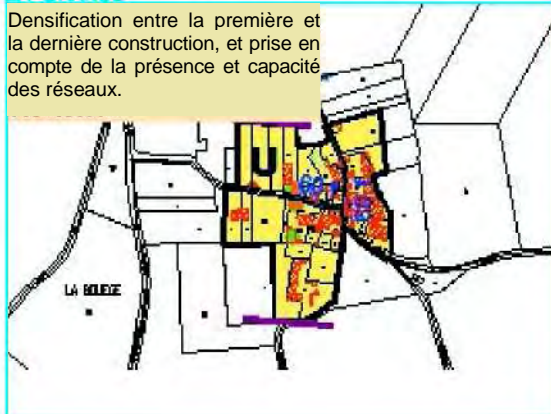 Densification entre la première et
la dernière construction, et prise en
compte de la présence et capacité
des réseaux.
LA BOUEGE